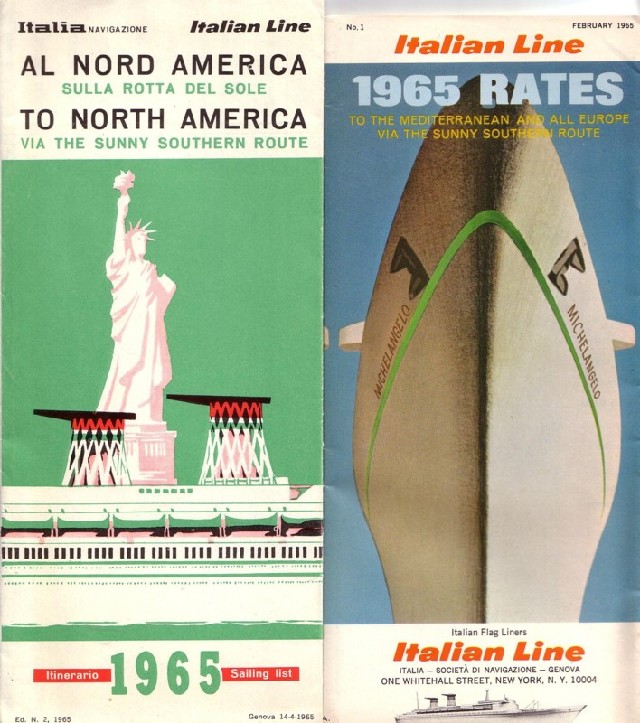 Italia NAVIGAZIONE Italian Line
AL NORD AMERICA
SULLA ROTTA DEL SOLE
TO NORTH AMERICA
VIA THE SUNNY SOUTHERN ROUTE
Itinerario 1965 Sailing list
Ed. N. 2, 1965 Genova 14-4-1965
No. 1 FEBRUARY 1965
Italian Line
1965 RATES
TO THE MEDITERRANEAN AND ALL EUROPE
VIA THE SUNNY SOUTHERN ROUTE
MICHELANGELO MICHELANGELO
Italian Flag Liners
Italian Line
ITALIA – SOCIETÀ DI NAVIGAZIONE – GENOVA
ONE WHITEHALL STREET, NEW YORK, N. Y. 10004